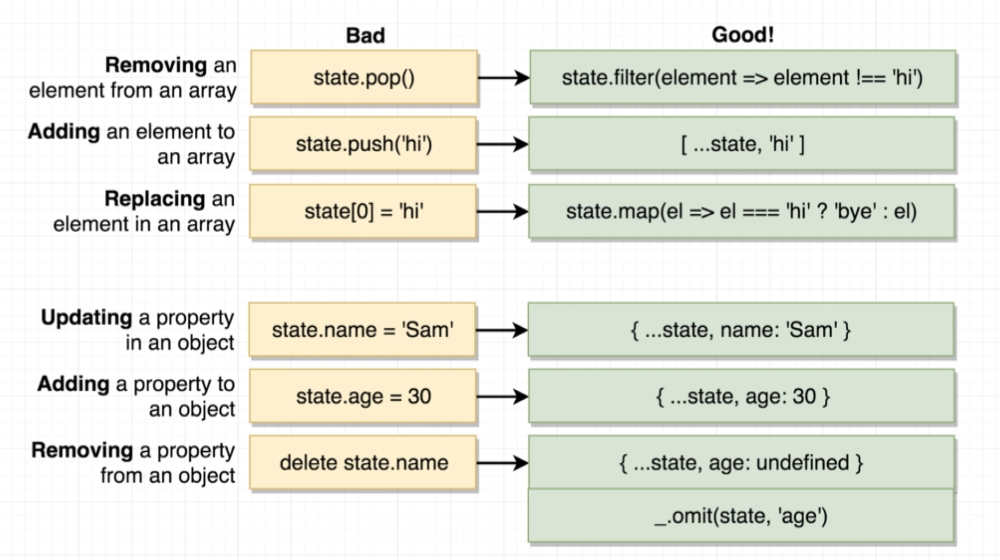 Bad
Good!
Removing an
element from an array
state.pop()
state.filter(element => element !== 'hi')
Adding an element to
an array
state.push('hi')
[ ...state, 'hi' ]
Replacing an
element in an array
state[0] = 'hi'
state.map(el => el === 'hi' ? 'bye' : el)
Updating a property
in an object
state.name = 'Sam'
{ ...state, name: 'Sam' }
Adding a property to
an object
state.age = 30
{ ...state, age: 30 }
Removing a property
from an object
delete state.name
{ ...state, age: undefined }
_.omit(state, 'age')